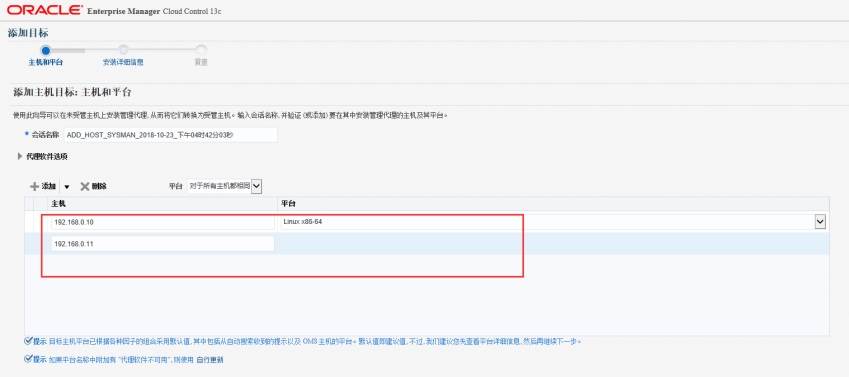 ORACLE Enterprise Manager Cloud Control 13c
添加目标
主机和平台 安装详细信息 复查
添加主机目标: 主机和平台
使用此向导可以在未受管主机上安装管理代理, 从而将它们转换为受管主机。输入会话名称, 并验证 (或添加) 要在其中安装管理代理的主机及其平台。
* 会话名称 ADD_HOST_SYSMAN_2018-10-23_下午04时42分03秒
代理软件选项
添加 删除 平台 对于所有主机都相同
主机 平台
192.168.0.10 Linux x86-64
192.168.0.11
提示 目标主机平台已根据各种因子的组合采用默认值, 其中包括从自动搜索收到的提示以及 OMS 主机的平台。默认值即建议值, 不过, 我们建议您先查看平台详细信息, 然后再继续下一步。
提示 如果平台名称中附加有 "代理软件不可用", 则使用 自行更新